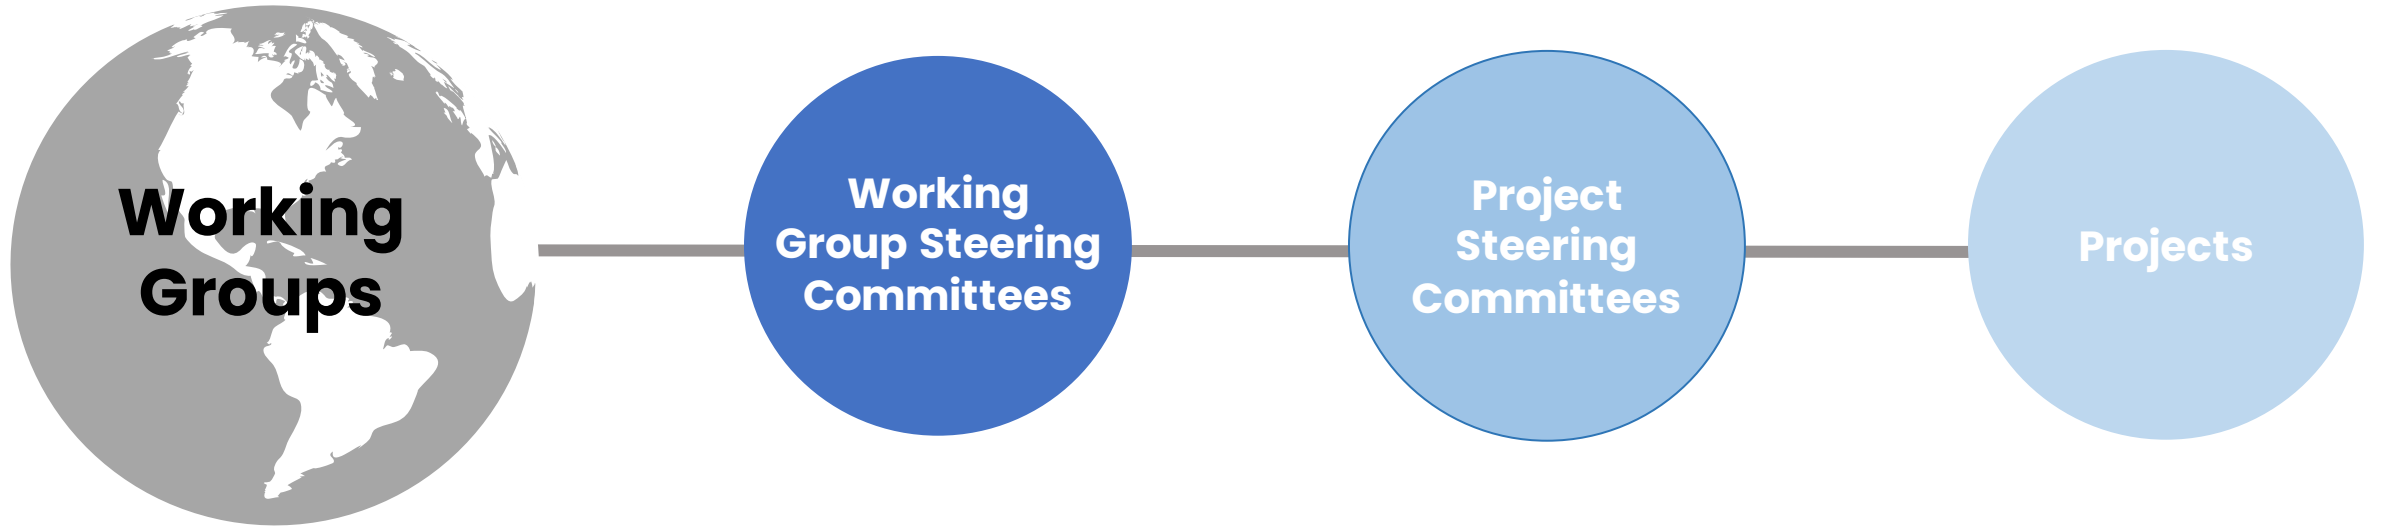 Working
Groups
Working
Group Steering
Committees
Project
Steering
Committees
Projects